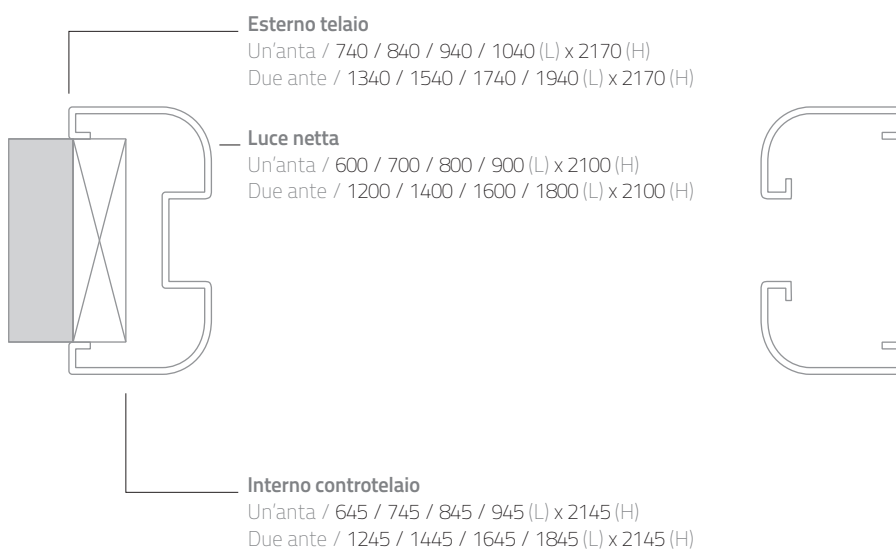 Esterno telaio
Un'anta / 740 / 840 / 940 / 1040 (L) x 2170 (H)
Due ante / 1340 / 1540 / 1740 / 1940 (L) x 2170 (H)
Luce netta
Un'anta / 600 / 700 / 800 / 900 (L) x 2100 (H)
Due ante / 1200 / 1400 / 1600 / 1800 (L) x 2100 (H)
Interno controtelaio
Un'anta / 645 / 745 / 845 / 945 (L) x 2145 (H)
Due ante / 1245 / 1445 / 1645 / 1845 (L) x 2145 (H)